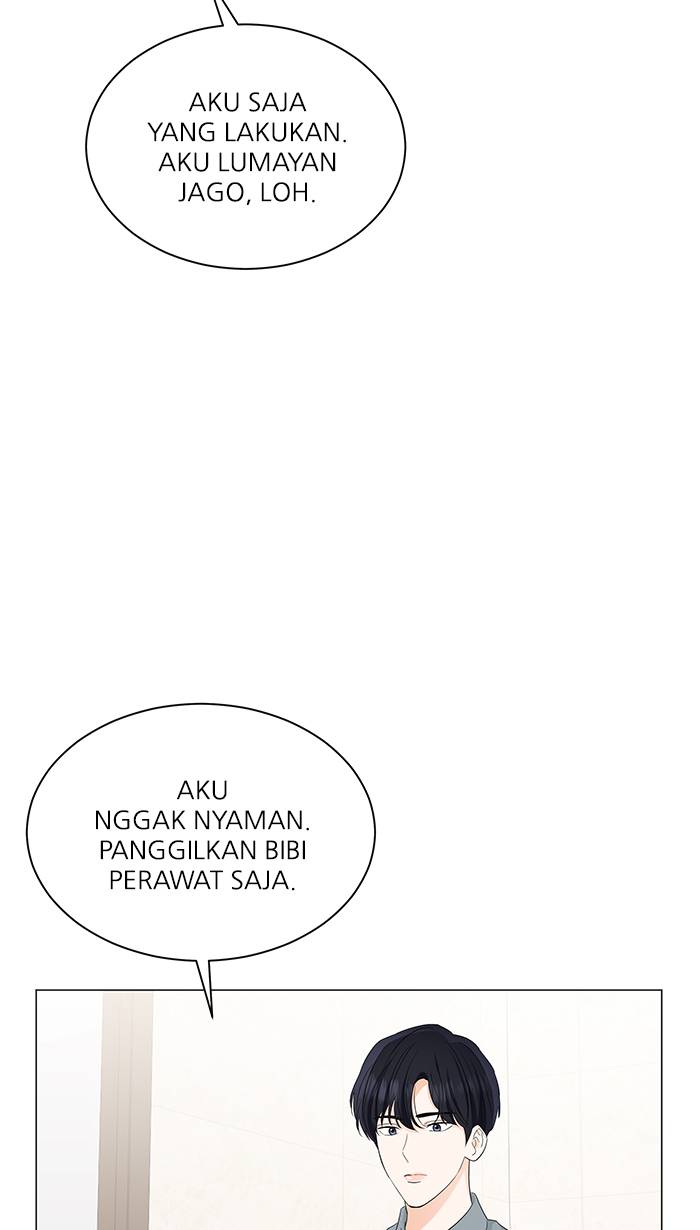 AKU SAJA
YANG LAKUKAN.
AKU LUMAYAN
JAGO, LOH.
AKU
NGGAK NYAMAN.
PANGGILKAN BIBI
PERAWAT SAJA.